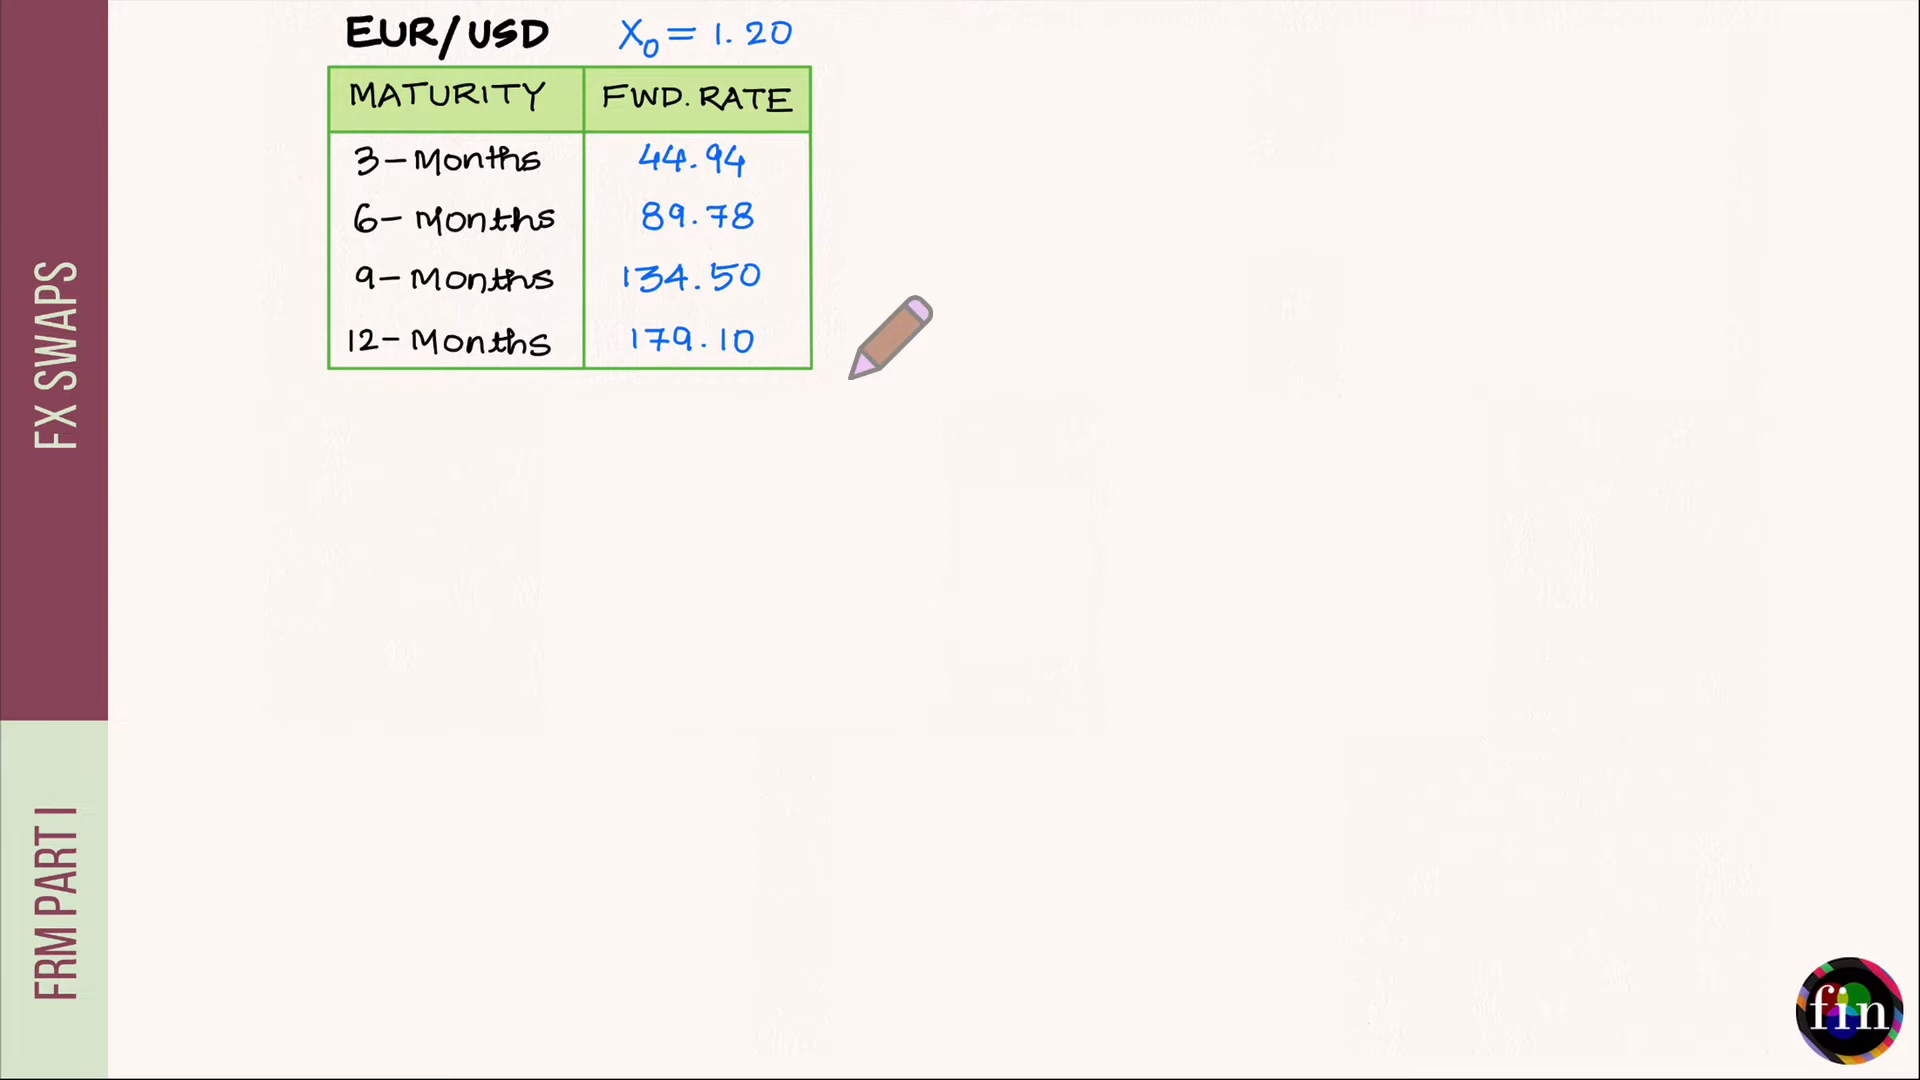 EUR/USD X₀ = 1.20
MATURITY FWD. RATE
3-Months 44.94
6-Months 89.78
9-Months 134.50
12-Months 179.10
FX SWAPS
FRM PART I
fin